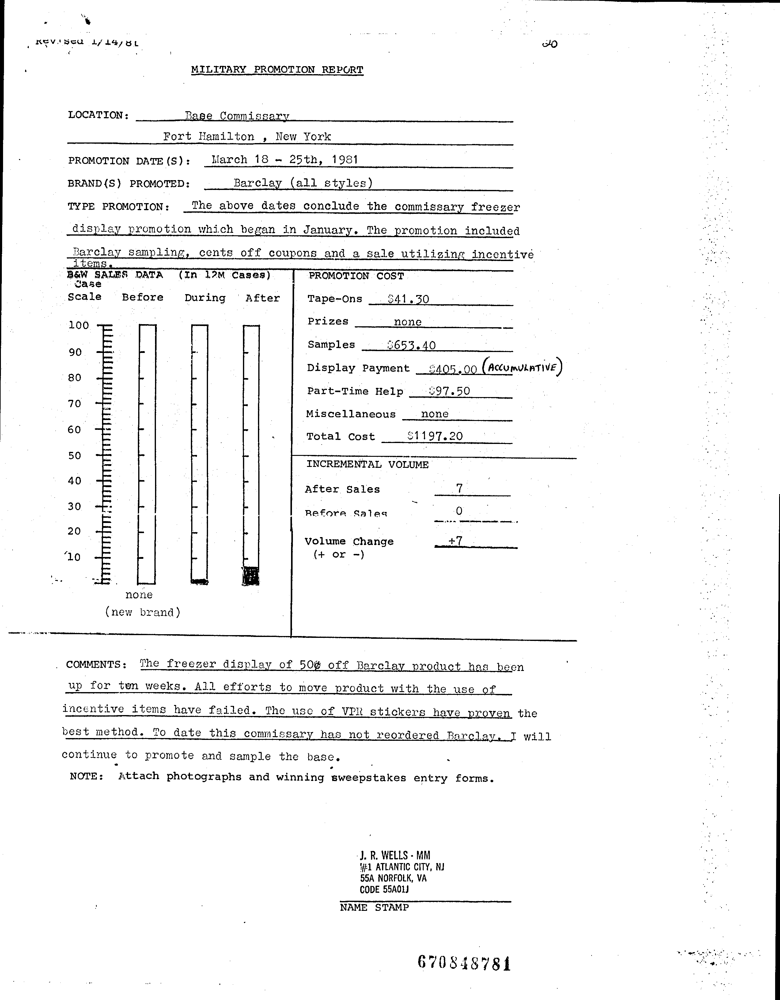 Revised 1/14/81
MILITARY PROMOTION REPORT
LOCATION: Base Commissary
Fort Hamilton , New York
PROMOTION DATE(S): March 18 - 25th, 1981
BRAND(S) PROMOTED: Barclay (all styles)
TYPE PROMOTION: The above dates conclude the commissary freezer
display promotion which began in January. The promotion included
Barclay sampling, cents off coupons and a sale utilizing incentive
items.
B&W SALES DATA (In 12M Cases)
Case
Scale Before During After
100
90
80
70
60
50
40
30
20
10
none
(new brand)
PROMOTION COST
Tape-Ons $41.30
Prizes none
Samples $653.40
Display Payment $405.00 (ACCUMULATIVE)
Part-Time Help $97.50
Miscellaneous none
Total Cost $1197.20
INCREMENTAL VOLUME
After Sales 7
Before Sales 0
Volume Change +7
(+ or -)
COMMENTS: The freezer display of 50¢ off Barclay product has been
up for ten weeks. All efforts to move product with the use of
incentive items have failed. The use of VPR stickers have proven the
best method. To date this commissary has not reordered Barclay. I will
continue to promote and sample the base.
NOTE: Attach photographs and winning sweepstakes entry forms.
J. R. WELLS - MM
#1 ATLANTIC CITY, NJ
55A NORFOLK, VA
CODE 55A01J
NAME STAMP
670848781